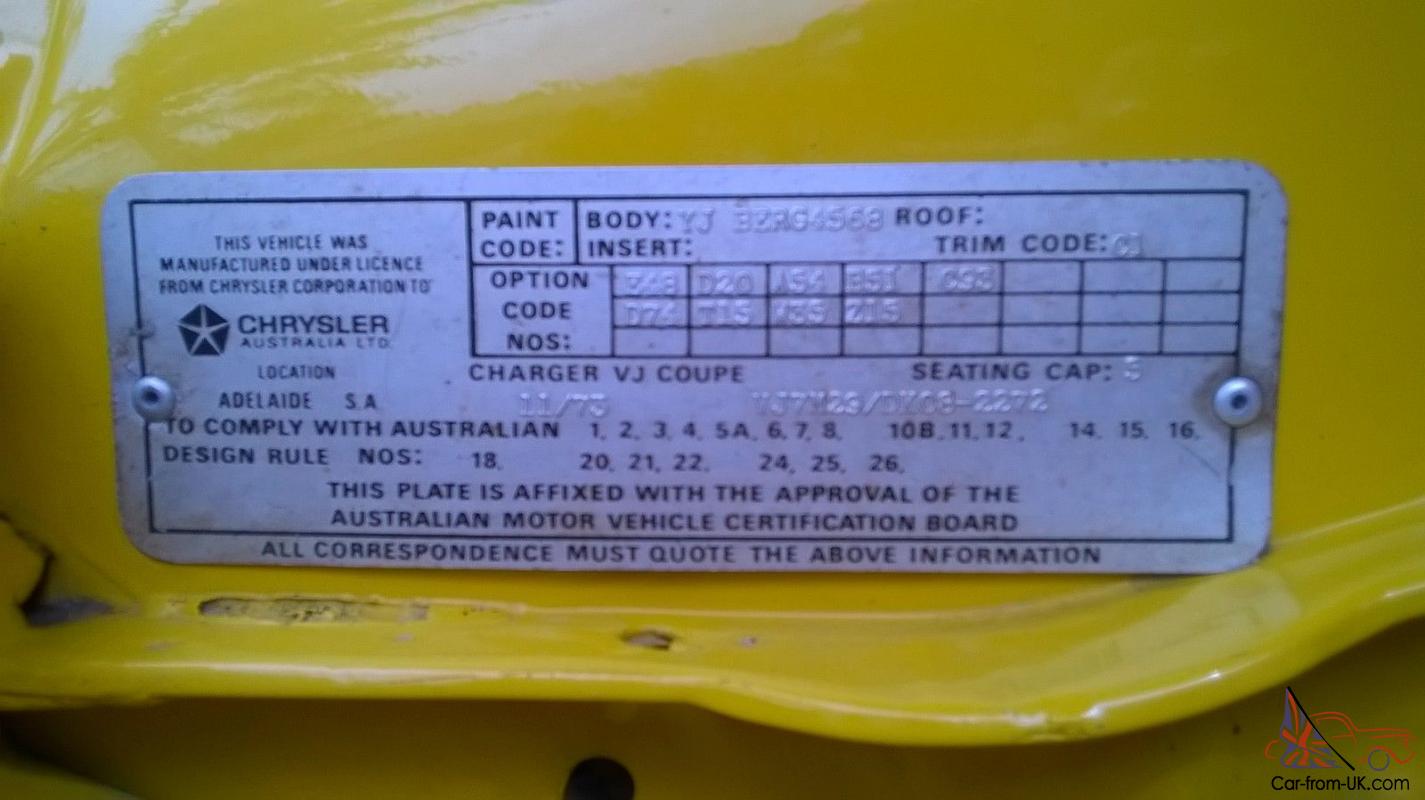 THIS VEHICLE WAS
MANUFACTURED UNDER LICENCE
FROM CHRYSLER CORPORATION TO
CHRYSLER
AUSTRALIA LTD.
LOCATION
ADELAIDE S.A.
PAINT CODE:
BODY: YJ ROOF:
INSERT: TRIM CODE: C1
OPTION CODE NOS:
E48 D20 A54
D74 T15 Z15
CHARGER VJ COUPE SEATING CAP:
11/73
TO COMPLY WITH AUSTRALIAN 1, 2, 3, 4, 5A, 6, 7, 8, 10B, 11, 12, 14, 15, 16,
DESIGN RULE NOS: 18, 20, 21, 22, 24, 25, 26,
THIS PLATE IS AFFIXED WITH THE APPROVAL OF THE
AUSTRALIAN MOTOR VEHICLE CERTIFICATION BOARD
ALL CORRESPONDENCE MUST QUOTE THE ABOVE INFORMATION
Car-from-UK.com